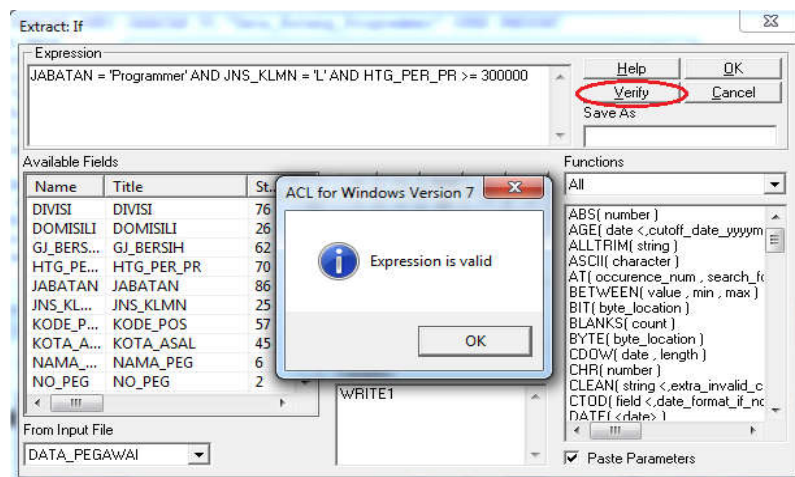 Extract: If
Expression
JABATAN = 'Programmer' AND JNS_KLMN = 'L' AND HTG_PER_PR >= 300000
Help OK
Verify Cancel
Save As
Available Fields
Name Title St...
DIVISI DIVISI 76
DOMISILI DOMISILI 26
GJ_BERS... GJ_BERSIH 62
HTG_PE... HTG_PER_PR 70
JABATAN JABATAN 86
JNS_KL... JNS_KLMN 25
KODE_P... KODE_POS 57
KOTA_A... KOTA_ASAL 45
NAMA_... NAMA_PEG 6
NO_PEG NO_PEG 2
From Input File
DATA_PEGAWAI
ACL for Windows Version 7
Expression is valid
OK
WRITE1
Functions
All
ABS( number )
AGE( date <,cutoff_date_yyyym
ALLTRIM( string )
ASCII( character )
AT( occurence_num , search_fo
BETWEEN( value , min , max )
BIT( byte_location )
BLANKS( count )
BYTE( byte_location )
CDOW( date , length )
CHR( number )
CLEAN( string <,extra_invalid_c
CTOD( field <,date_format_if_nc
DATE( <date> )
Paste Parameters